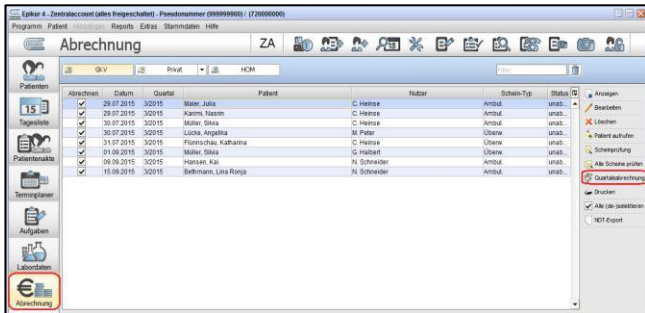 Epikur 4 - Zentralaccount (alles freigeschaltet) - Pseudonummer (999999900) / (720000000)
Programm Patient Hinzufügen Reports Extras Stammdaten Hilfe
Abrechnung ZA
Patienten
Tagesliste
Patientenakte
Terminplaner
Aufgaben
Labordaten
Abrechnung
GKV Privat HOM Filter
Abrechnen Datum Quartal Patient Nutzer Schein-Typ Status
29.07.2015 3/2015 Maier, Julia C. Heinse Ambul. unab...
29.07.2015 3/2015 Karimi, Nasrin C. Heinse Ambul. unab...
30.07.2015 3/2015 Müller, Silvia C. Heinse Ambul. unab...
30.07.2015 3/2015 Lücke, Angelika M. Peter Überw. unab...
31.07.2015 3/2015 Flünnschau, Katharina C. Heinse Überw. unab...
01.09.2015 3/2015 Müller, Silvia G. Halbert Überw. unab...
09.09.2015 3/2015 Hansen, Kai N. Schneider Ambul. unab...
15.09.2015 3/2015 Bethmann, Lina Ronja N. Schneider Ambul. unab...
Anzeigen
Bearbeiten
Löschen
Patient aufrufen
Scheinprüfung
Alle Scheine prüfen
Quartalsabrechnung
Drucken
Alle (de-)selektieren
NDT-Export